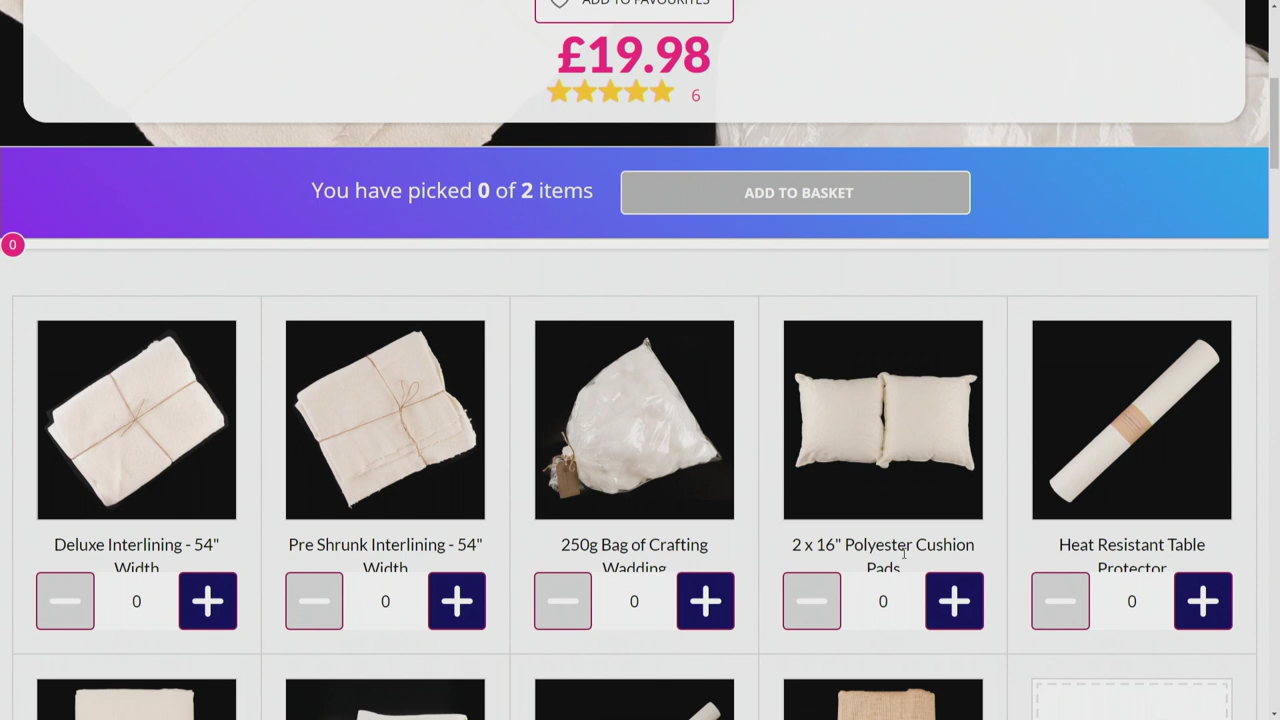 ADD TO FAVOURITES
£19.98
6
You have picked 0 of 2 items
ADD TO BASKET
0
Deluxe Interlining - 54"
Width
Pre Shrunk Interlining - 54"
Width
250g Bag of Crafting
Wadding
2 x 16" Polyester Cushion
Pads
Heat Resistant Table
Protector
0
0
0
0
0